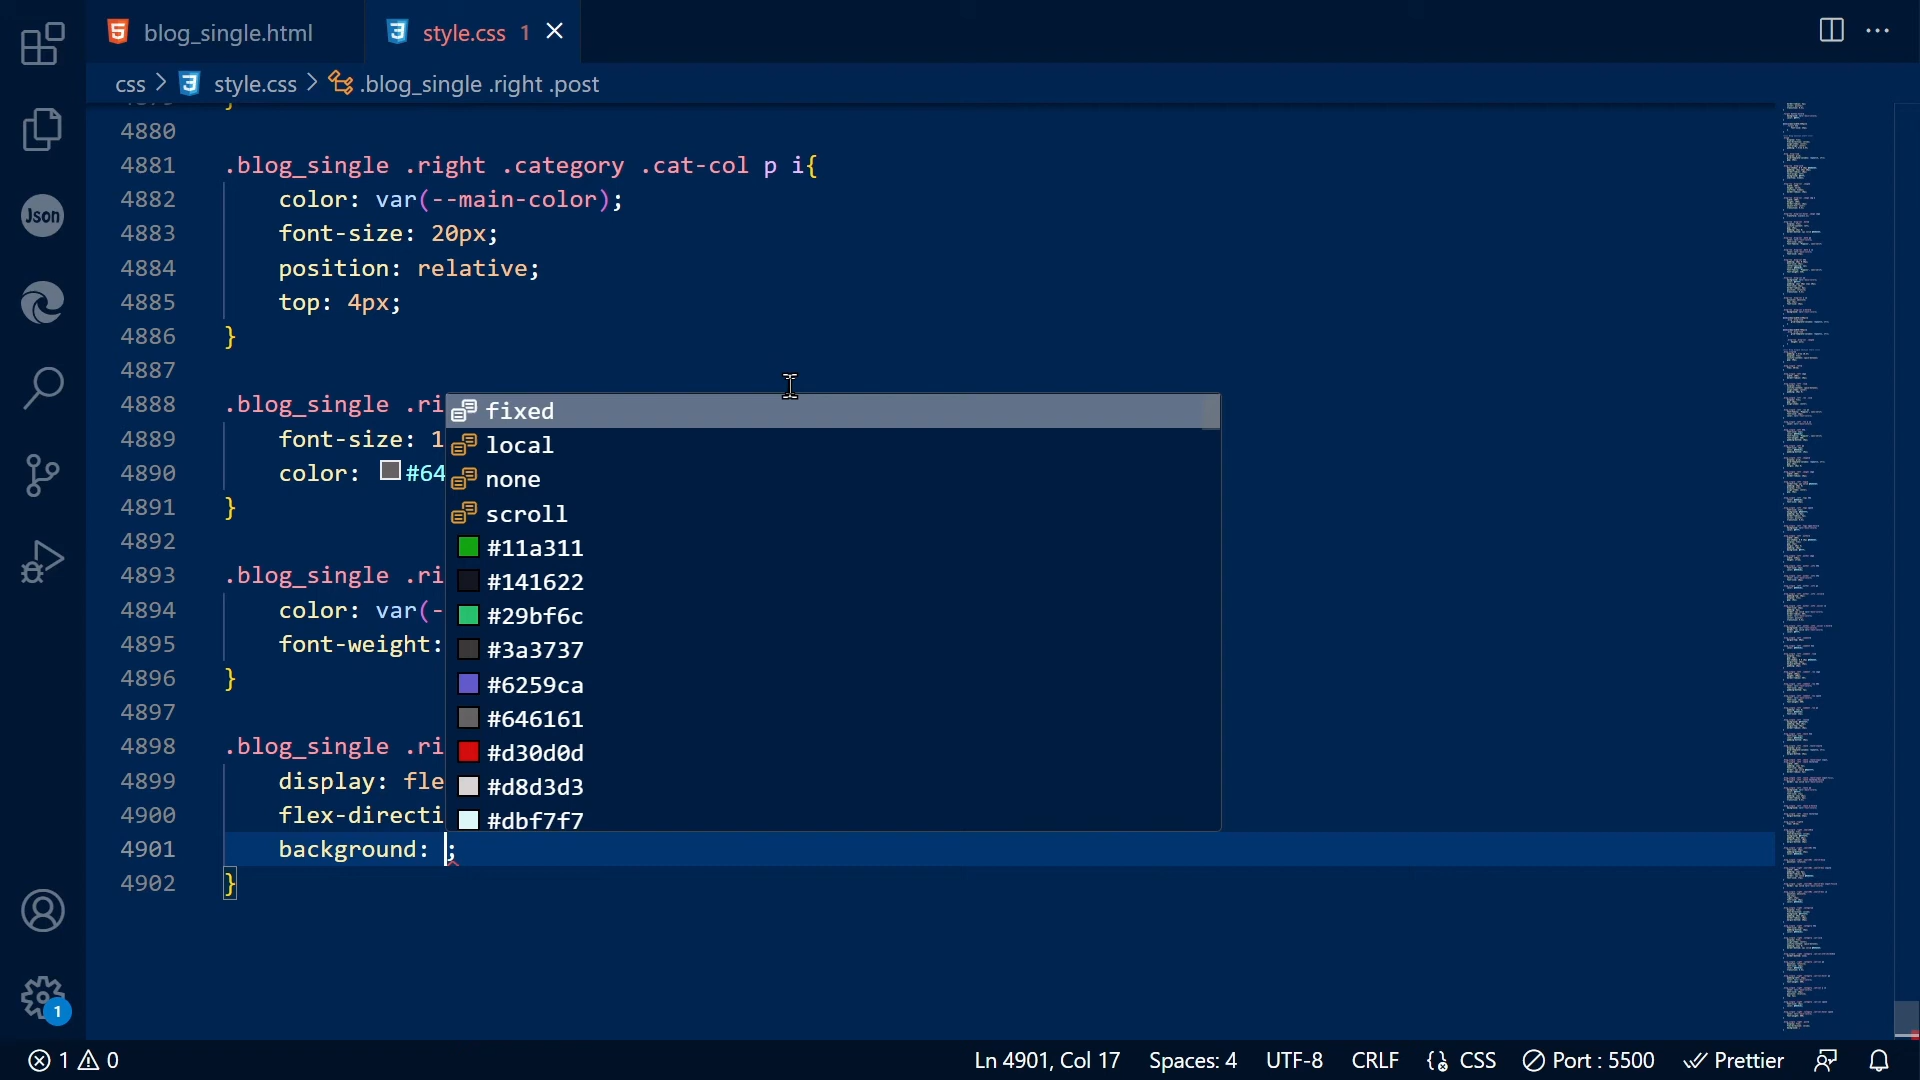 blog_single.html
style.css 1
css > style.css > .blog_single .right .post
4880
4881 .blog_single .right .category .cat-col p i{
4882 color: var(--main-color);
4883 font-size: 20px;
4884 position: relative;
4885 top: 4px;
4886 }
4887
4888 .blog_single .ri
4889 font-size: 1
4890 color: #64
4891 }
4892
4893 .blog_single .ri
4894 color: var(-
4895 font-weight:
4896 }
4897
4898 .blog_single .ri
4899 display: fle
4900 flex-directi
4901 background: ;
4902 }
fixed
local
none
scroll
#11a311
#141622
#29bf6c
#3a3737
#6259ca
#646161
#d30d0d
#d8d3d3
#dbf7f7
Json
1
1 0
Ln 4901, Col 17 Spaces: 4 UTF-8 CRLF {} CSS Port : 5500 Prettier